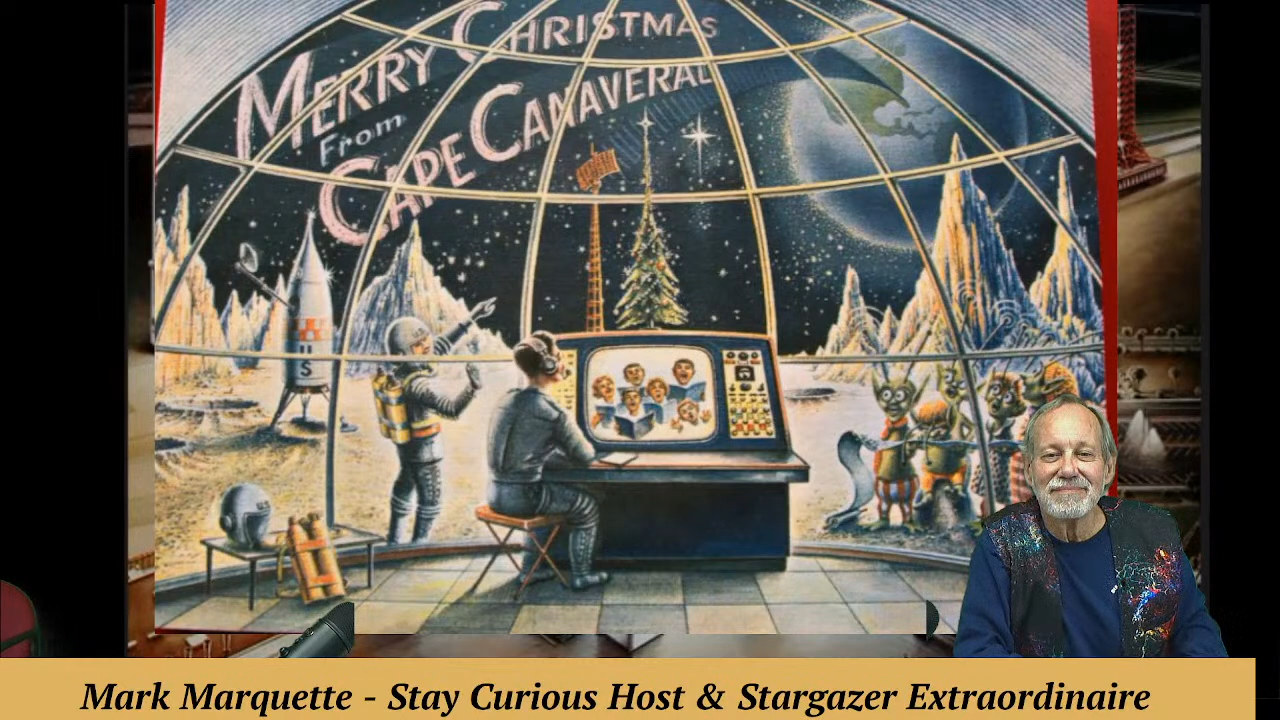 MERRY CHRISTMAS
From
CAPE CANAVERAL
U
S
Mark Marquette - Stay Curious Host & Stargazer Extraordinaire